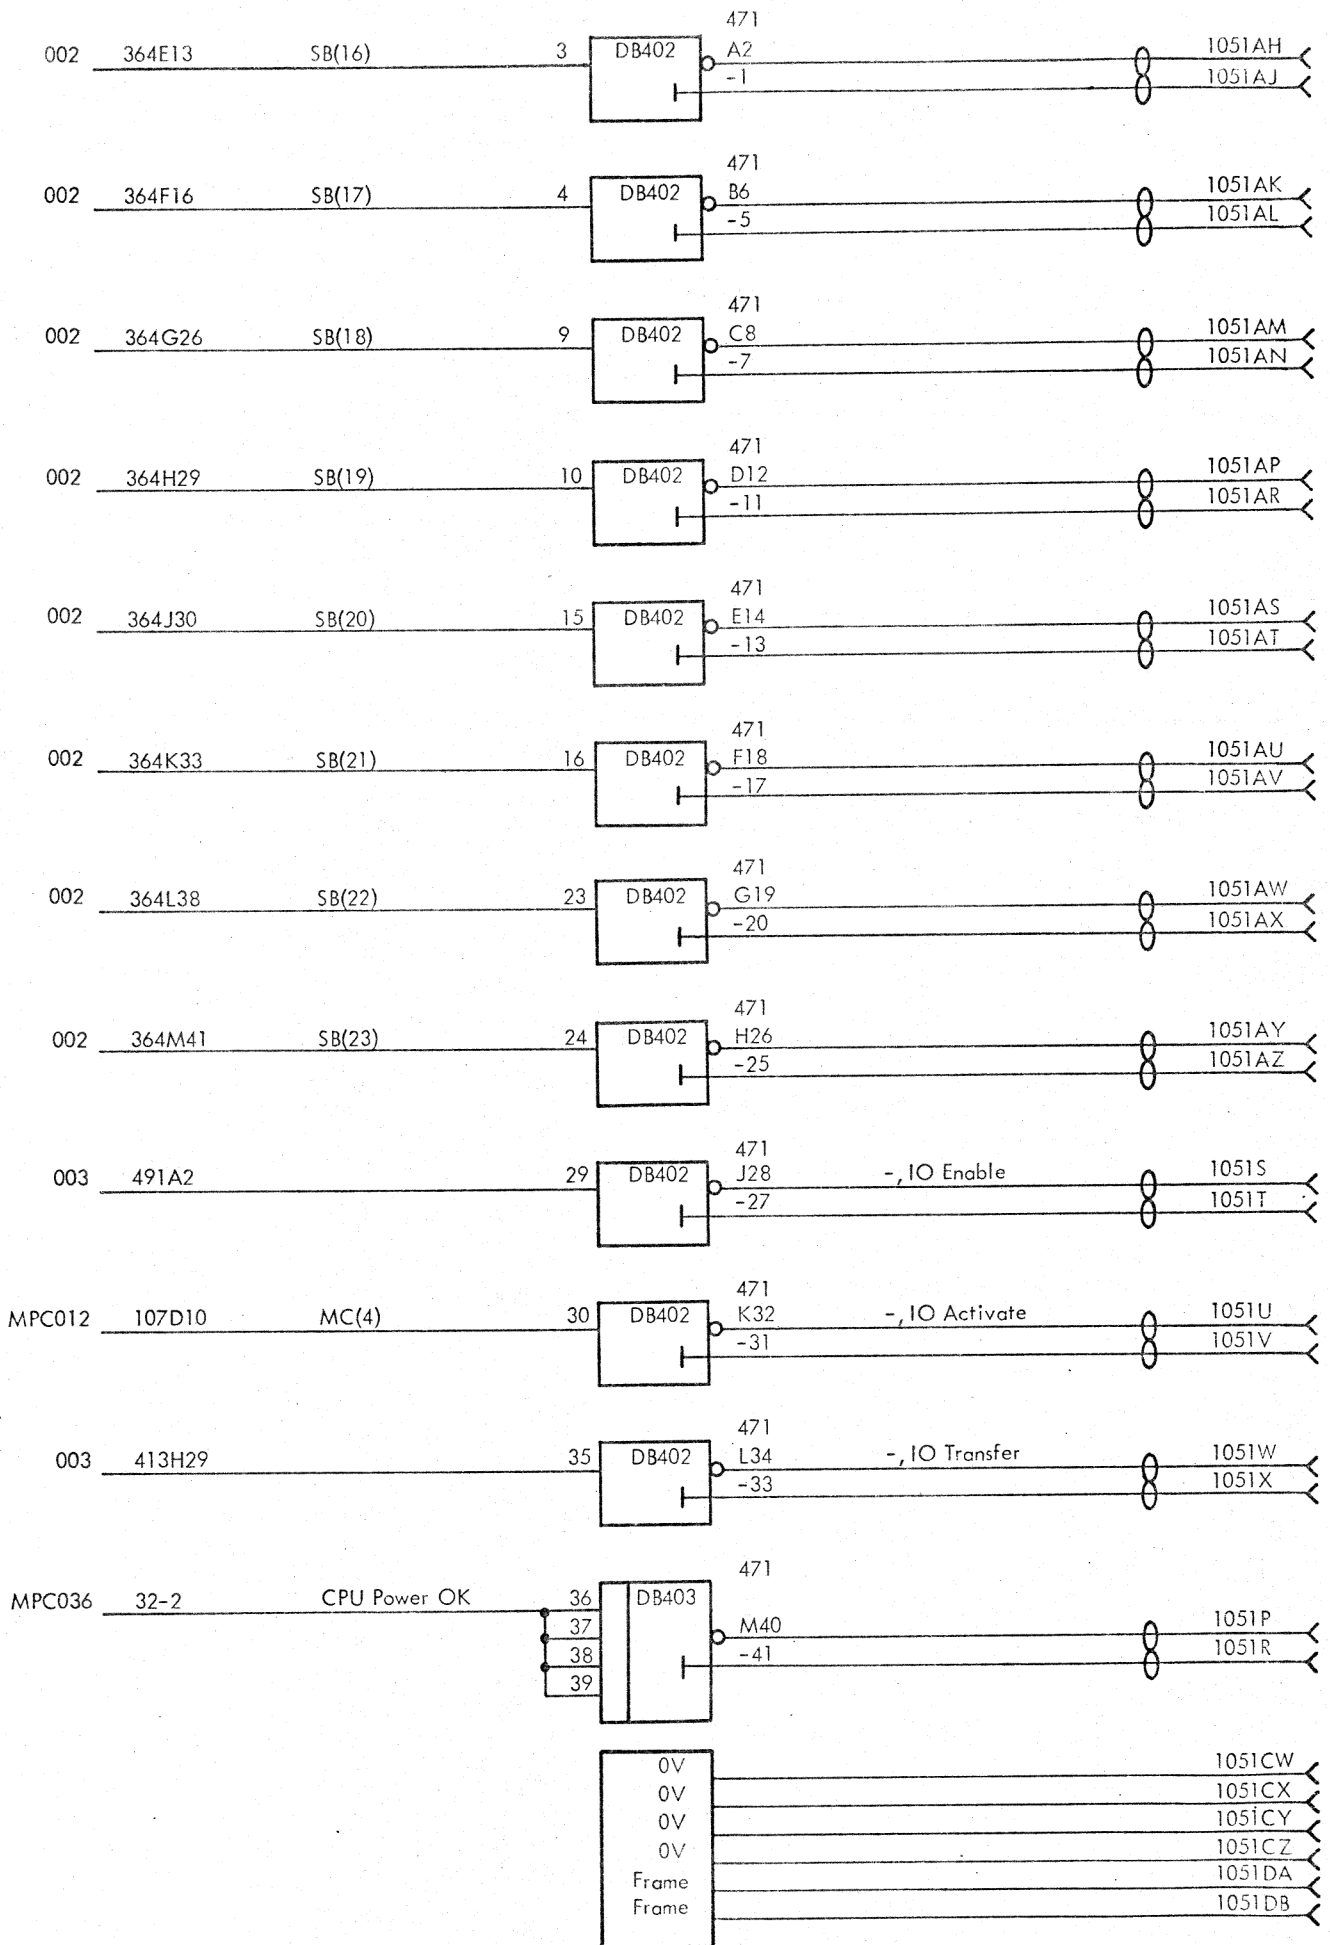 471
002 364E13 SB(16) 3 DB402 A2 1051AH
-1 1051AJ
471
002 364F16 SB(17) 4 DB402 B6 1051AK
-5 1051AL
471
002 364G26 SB(18) 9 DB402 C8 1051AM
-7 1051AN
471
002 364H29 SB(19) 10 DB402 D12 1051AP
-11 1051AR
471
002 364J30 SB(20) 15 DB402 E14 1051AS
-13 1051AT
471
002 364K33 SB(21) 16 DB402 F18 1051AU
-17 1051AV
471
002 364L38 SB(22) 23 DB402 G19 1051AW
-20 1051AX
471
002 364M41 SB(23) 24 DB402 H26 1051AY
-25 1051AZ
471
003 491A2 29 DB402 J28 -, IO Enable 1051S
-27 1051T
471
MPC012 107D10 MC(4) 30 DB402 K32 -, IO Activate 1051U
-31 1051V
471
003 413H29 35 DB402 L34 -, IO Transfer 1051W
-33 1051X
471
MPC036 32-2 CPU Power OK 36 DB403
37 M40 1051P
38 -41 1051R
39
0V 1051CW
0V 1051CX
0V 1051CY
0V 1051CZ
Frame 1051DA
Frame 1051DB